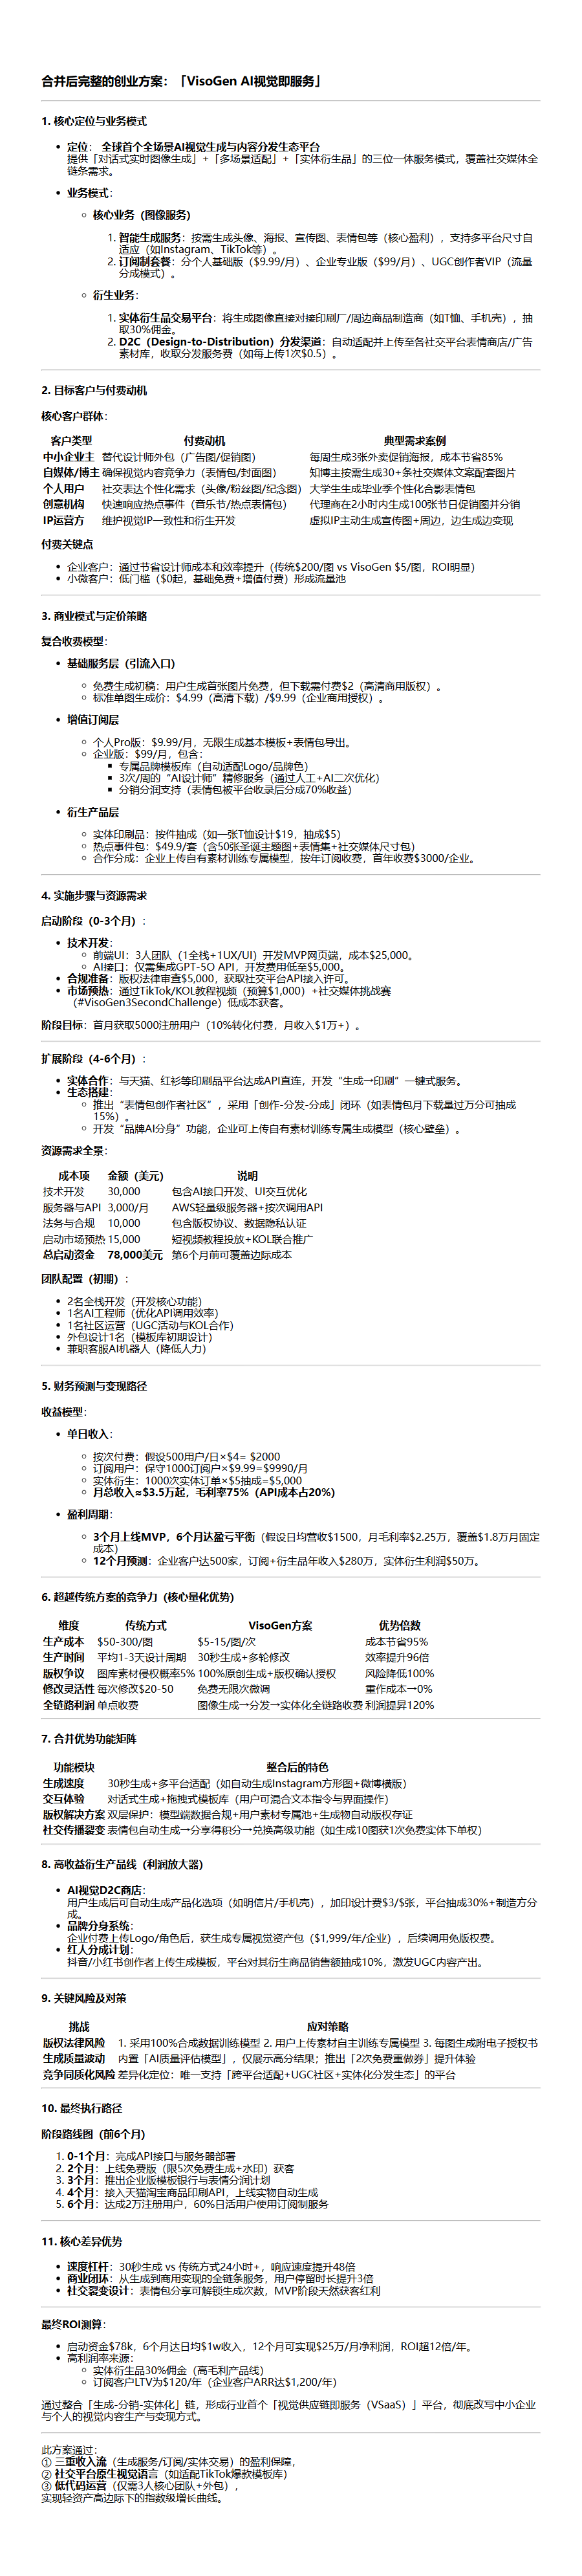 合并后完整的创业方案：「VisoGen AI视觉即服务」
1. 核心定位与业务模式
• 定位： 全球首个全场景AI视觉生成与内容分发生态平台
提供「对话式实时图像生成」+「多场景适配」+「实体衍生品」的三位一体服务模式，覆盖社交媒体全
链条需求。
• 业务模式：
◦ 核心业务（图像服务）
1. 智能生成服务：按需生成头像、海报、宣传图、表情包等（核心盈利），支持多平台尺寸自
适应（如Instagram、TikTok等）。
2. 订阅制套餐：分个人基础版（$9.99/月）、企业专业版（$99/月）、UGC创作者VIP（流量
分成模式）。
◦ 衍生业务：
1. 实体衍生品交易平台：将生成图像直接对接印刷厂/周边商品制造商（如T恤、手机壳），抽
取30%佣金。
2. D2C（Design-to-Distribution）分发渠道：自动适配并上传至各社交平台表情商店/广告
素材库，收取分发服务费（如每上传1次$0.5）。
2. 目标客户与付费动机
核心客户群体：
客户类型 付费动机 典型需求案例
中小企业主 替代设计师外包（广告图/促销图） 每周生成3张外卖促销海报，成本节省85%
自媒体/博主 确保视觉内容竞争力（表情包/封面图） 知博主按需生成30+条社交媒体文案配套图片
个人用户 社交表达个性化需求（头像/粉丝图/纪念图） 大学生生成毕业季个性化合影表情包
创意机构 快速响应热点事件（音乐节/热点表情包） 代理商在2小时内生成100张节日促销图并分销
IP运营方 维护视觉IP一致性和衍生开发 虚拟IP主动生成宣传图+周边，边生成边变现
付费关键点
• 企业客户：通过节省设计师成本和效率提升（传统$200/图 vs VisoGen $5/图，ROI明显）
• 小微客户：低门槛（$0起，基础免费+增值付费）形成流量池
3. 商业模式与定价策略
复合收费模型：
• 基础服务层（引流入口）
◦ 免费生成初稿：用户生成首张图片免费，但下载需付费$2（高清商用版权）。
◦ 标准单图生成价：$4.99（高清下载）/$9.99（企业商用授权）。
• 增值订阅层
◦ 个人Pro版：$9.99/月，无限生成基本模板+表情包导出。
◦ 企业版：$99/月，包含：
▪ 专属品牌模板库（自动适配Logo/品牌色）
▪ 3次/周的“AI设计师”精修服务（通过人工+AI二次优化）
▪ 分销分润支持（表情包被平台收录后分成70%收益）
• 衍生产品层
◦ 实体印刷品：按件抽成（如一张T恤设计$19，抽成$5）
◦ 热点事件包：$49.9/套（含50张圣诞主题图+表情集+社交媒体尺寸包）
◦ 合作分成：企业上传自有素材训练专属模型，按年订阅收费，首年收费$3000/企业。
4. 实施步骤与资源需求
启动阶段（0-3个月）：
• 技术开发：
◦ 前端UI：3人团队（1全栈+1UX/UI）开发MVP网页端，成本$25,000。
◦ AI接口：仅需集成GPT-5O API，开发费用低至$5,000。
• 合规准备：版权法律审查$5,000，获取社交平台API接入许可。
• 市场预热：通过TikTok/KOL教程视频（预算$1,000）+社交媒体挑战赛
（#VisoGen3SecondChallenge）低成本获客。
阶段目标：首月获取5000注册用户（10%转化付费，月收入$1万+）。
扩展阶段（4-6个月）：
• 实体合作：与天猫、红衫等印刷品平台达成API直连，开发“生成→印刷”一键式服务。
• 生态搭建：
◦ 推出“表情包创作者社区”，采用「创作-分发-分成」闭环（如表情包月下载量过万分可抽成
15%）。
◦ 开发“品牌AI分身”功能，企业可上传自有素材训练专属生成模型（核心壁垒）。
资源需求全景：
成本项 金额（美元） 说明
技术开发 30,000 包含AI接口开发、UI交互优化
服务器与API 3,000/月 AWS轻量级服务器+按次调用API
法务与合规 10,000 包含版权协议、数据隐私认证
启动市场预热 15,000 短视频教程投放+KOL联合推广
总启动资金 78,000美元 第6个月前可覆盖边际成本
团队配置（初期）：
• 2名全栈开发（开发核心功能）
• 1名AI工程师（优化API调用效率）
• 1名社区运营（UGC活动与KOL合作）
• 外包设计1名（模板库初期设计）
• 兼职客服AI机器人（降低人力）
5. 财务预测与变现路径
收益模型：
• 单日收入：
◦ 按次付费：假设500用户/日×$4= $2000
◦ 订阅用户：保守1000订阅户×$9.99=$9990/月
◦ 实体衍生：1000次实体订单×$5抽成=$5,000
◦ 月总收入≈$3.5万起，毛利率75%（API成本占20%）
• 盈利周期：
◦ 3个月上线MVP，6个月达盈亏平衡（假设日均营收$1500，月毛利率$2.25万，覆盖$1.8万月固定
成本）
◦ 12个月预测：企业客户达500家，订阅+衍生品年收入$280万，实体衍生利润$50万。
6. 超越传统方案的竞争力（核心量化优势）
维度 传统方式 VisoGen方案 优势倍数
生产成本 $50-300/图 $5-15/图/次 成本节省95%
生产时间 平均1-3天设计周期 30秒生成+多轮修改 效率提升96倍
版权争议 图库素材侵权概率5% 100%原创生成+版权确认授权 风险降低100%
修改灵活性 每次修改$20-50 免费无限次微调 重作成本→0%
全链路利润 单点收费 图像生成→分发→实体化全链路收费 利润提昇120%
7. 合并优势功能矩阵
功能模块 整合后的特色
生成速度 30秒生成+多平台适配（如自动生成Instagram方形图+微博横版）
交互体验 对话式生成+拖拽式模板库（用户可混合文本指令与界面操作）
版权解决方案 双层保护：模型端数据合规+用户素材专属池+生成物自动版权存证
社交传播裂变 表情包自动生成→分享得积分→兑换高级功能（如生成10图获1次免费实体下单权）
8. 高收益衍生产品线（利润放大器）
• AI视觉D2C商店：
用户生成后可自动生成产品化选项（如明信片/手机壳），加印设计费$3/$张，平台抽成30%+制造方分
成。
• 品牌分身系统：
企业付费上传Logo/角色后，获生成专属视觉资产包（$1,999/年/企业），后续调用免版权费。
• 红人分成计划：
抖音/小红书创作者上传生成模板，平台对其衍生商品销售额抽成10%，激发UGC内容产出。
9. 关键风险及对策
挑战 应对策略
版权法律风险 1. 采用100%合成数据训练模型 2. 用户上传素材自主训练专属模型 3. 每图生成附电子授权书
生成质量波动 内置「AI质量评估模型」，仅展示高分结果；推出「2次免费重做券」提升体验
竞争同质化风险 差异化定位：唯一支持「跨平台适配+UGC社区+实体化分发生态」的平台
10. 最终执行路径
阶段路线图（前6个月）
1. 0-1个月：完成API接口与服务器部署
2. 2个月：上线免费版（限5次免费生成+水印）获客
3. 3个月：推出企业版模板银行与表情分润计划
4. 4个月：接入天猫淘宝商品印刷API，上线实物自动生成
5. 6个月：达成2万注册用户，60%日活用户使用订阅制服务
11. 核心差异优势
• 速度杠杆：30秒生成 vs 传统方式24小时+，响应速度提升48倍
• 商业闭环：从生成到商用变现的全链条服务，用户停留时长提升3倍
• 社交裂变设计：表情包分享可解锁生成次数，MVP阶段天然获客红利
最终ROI测算：
• 启动资金$78k，6个月达日均$1w收入，12个月可实现$25万/月净利润，ROI超12倍/年。
• 高利润率来源：
◦ 实体衍生品30%佣金（高毛利产品线）
◦ 订阅客户LTV为$120/年（企业客户ARR达$1,200/年）
通过整合「生成-分销-实体化」链，形成行业首个「视觉供应链即服务（VSaaS）」平台，彻底改写中小企业
与个人的视觉内容生产与变现方式。
此方案通过：
① 三重收入流（生成服务/订阅/实体交易）的盈利保障，
② 社交平台原生视觉语言（如适配TikTok爆款模板库）
③ 低代码运营（仅需3人核心团队+外包），
实现轻资产高边际下的指数级增长曲线。